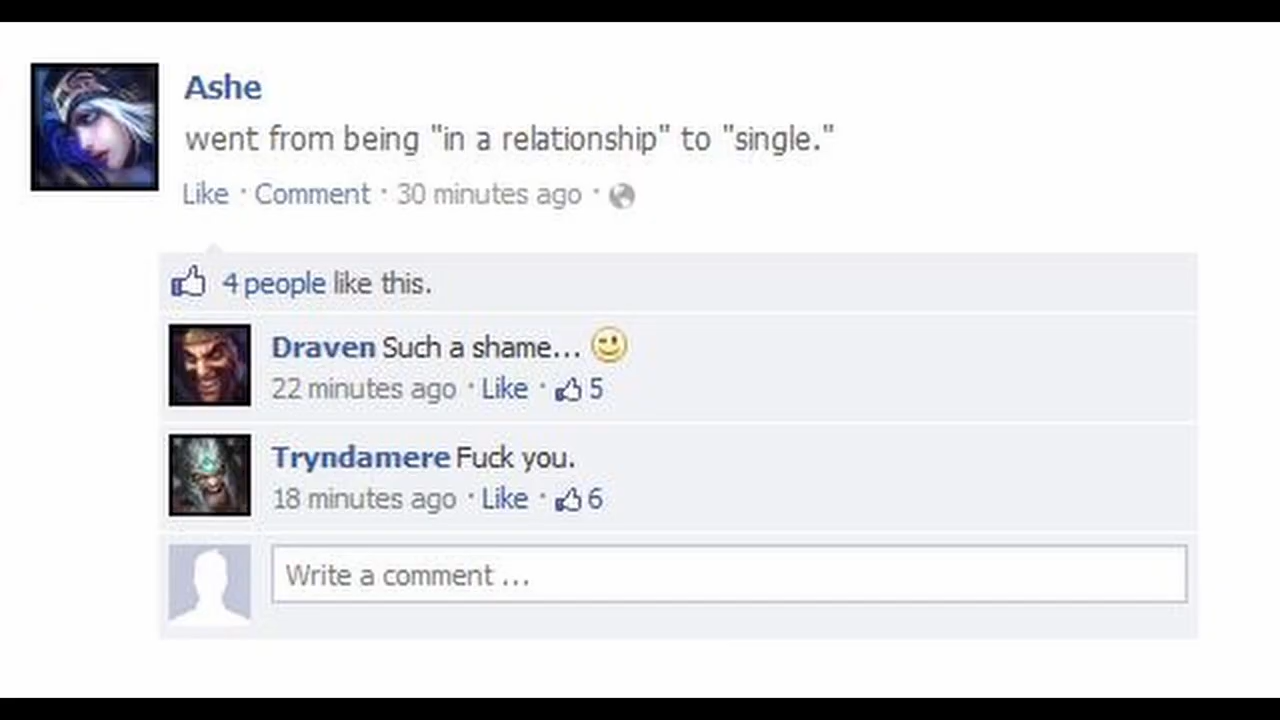 Ashe
went from being "in a relationship" to "single."
Like · Comment · 30 minutes ago ·
4 people like this.
Draven Such a shame...
22 minutes ago · Like · 5
Tryndamere Fuck you.
18 minutes ago · Like · 6
Write a comment ...